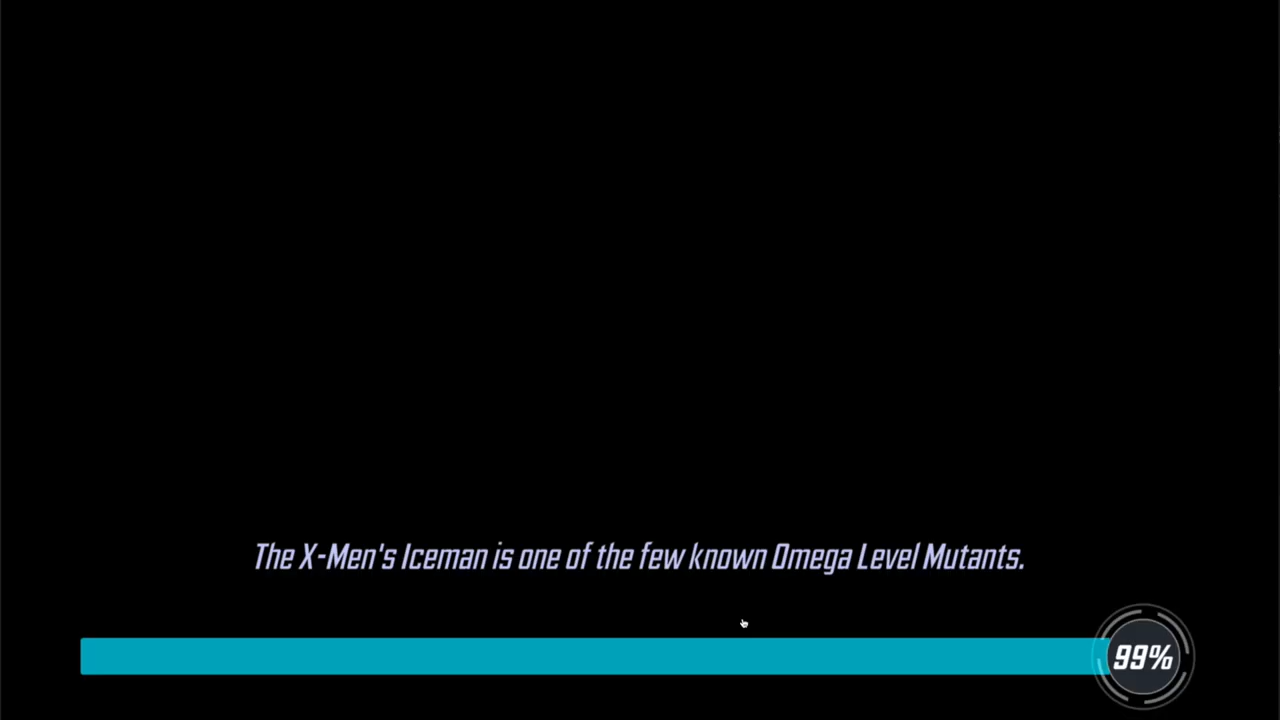 The X-Men's Iceman is one of the few known Omega Level Mutants.
99%